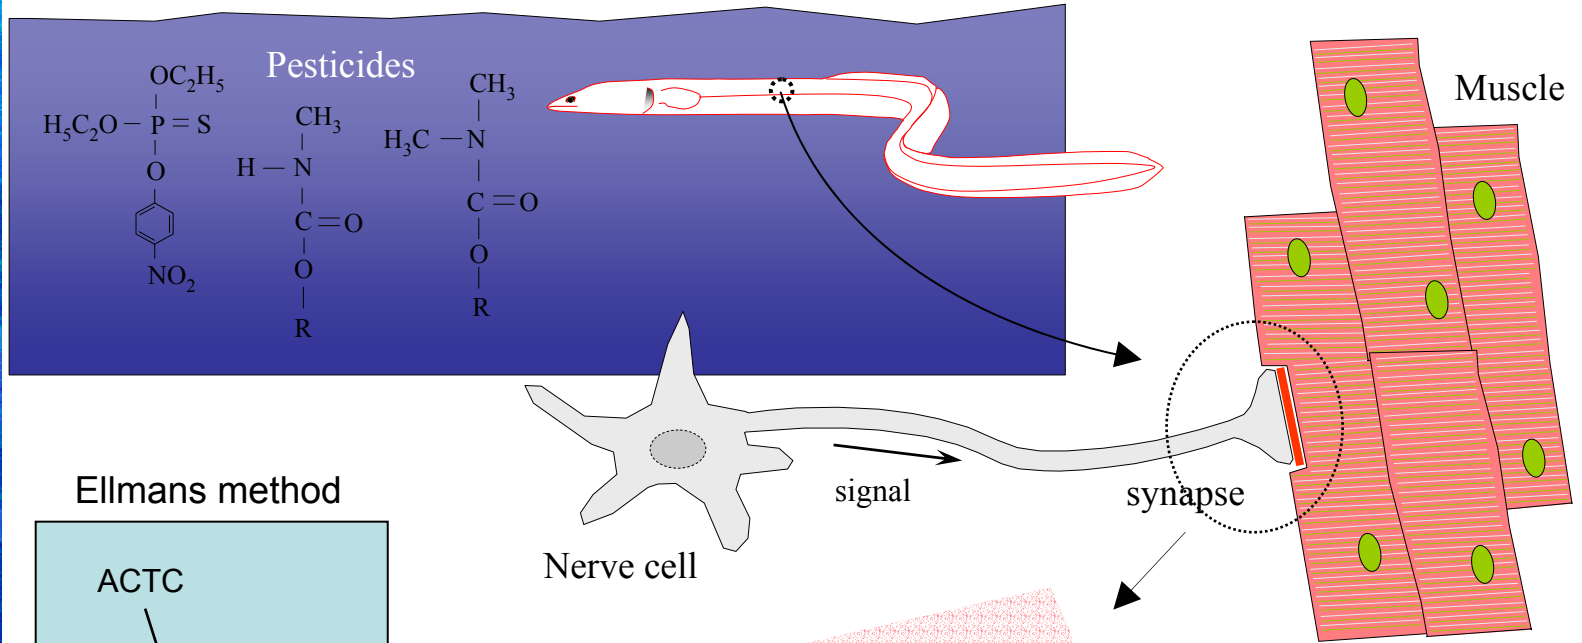 Pesticides
OC₂H₅
H₅C₂O – P = S
O
NO₂
CH₃
H – N
C = O
O
R
CH₃
H₃C – N
C = O
O
R
Muscle
signal
synapse
Nerve cell
Ellmans method
ACTC